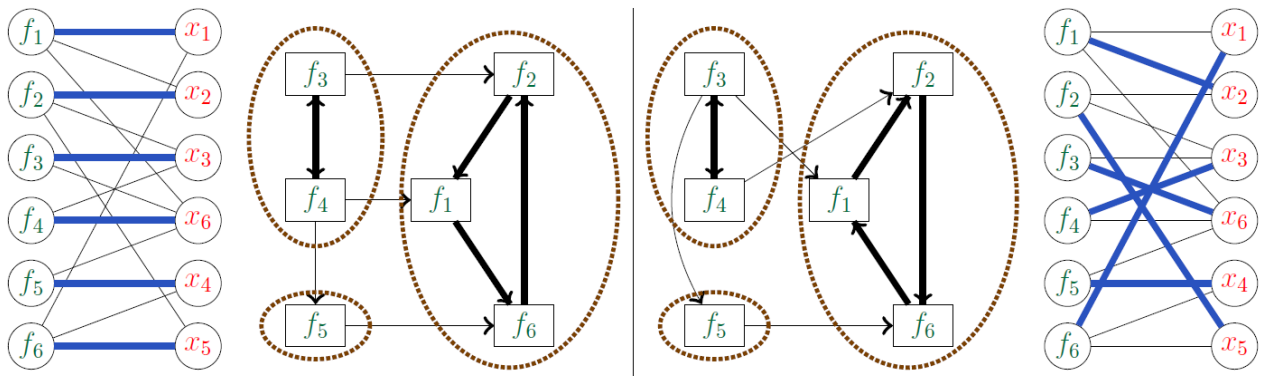 f₁ x₁
f₂ x₂
f₃ x₃
f₄ x₆
f₅ x₄
f₆ x₅
f₃ f₂
f₄ f₁
f₅ f₆
f₃ f₂
f₄ f₁
f₅ f₆
f₁ x₁
f₂ x₂
f₃ x₃
f₄ x₆
f₅ x₄
f₆ x₅